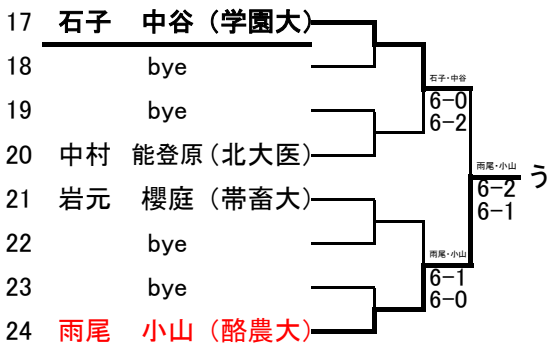 17 石子 中谷（学園大）
18 bye
石子・中谷
6-0
6-2
19 bye
20 中村 能登原（北大医）
雨尾・小山
6-2
6-1
う
21 岩元 櫻庭（帯畜大）
22 bye
雨尾・小山
6-1
6-0
23 bye
24 雨尾 小山（酪農大）